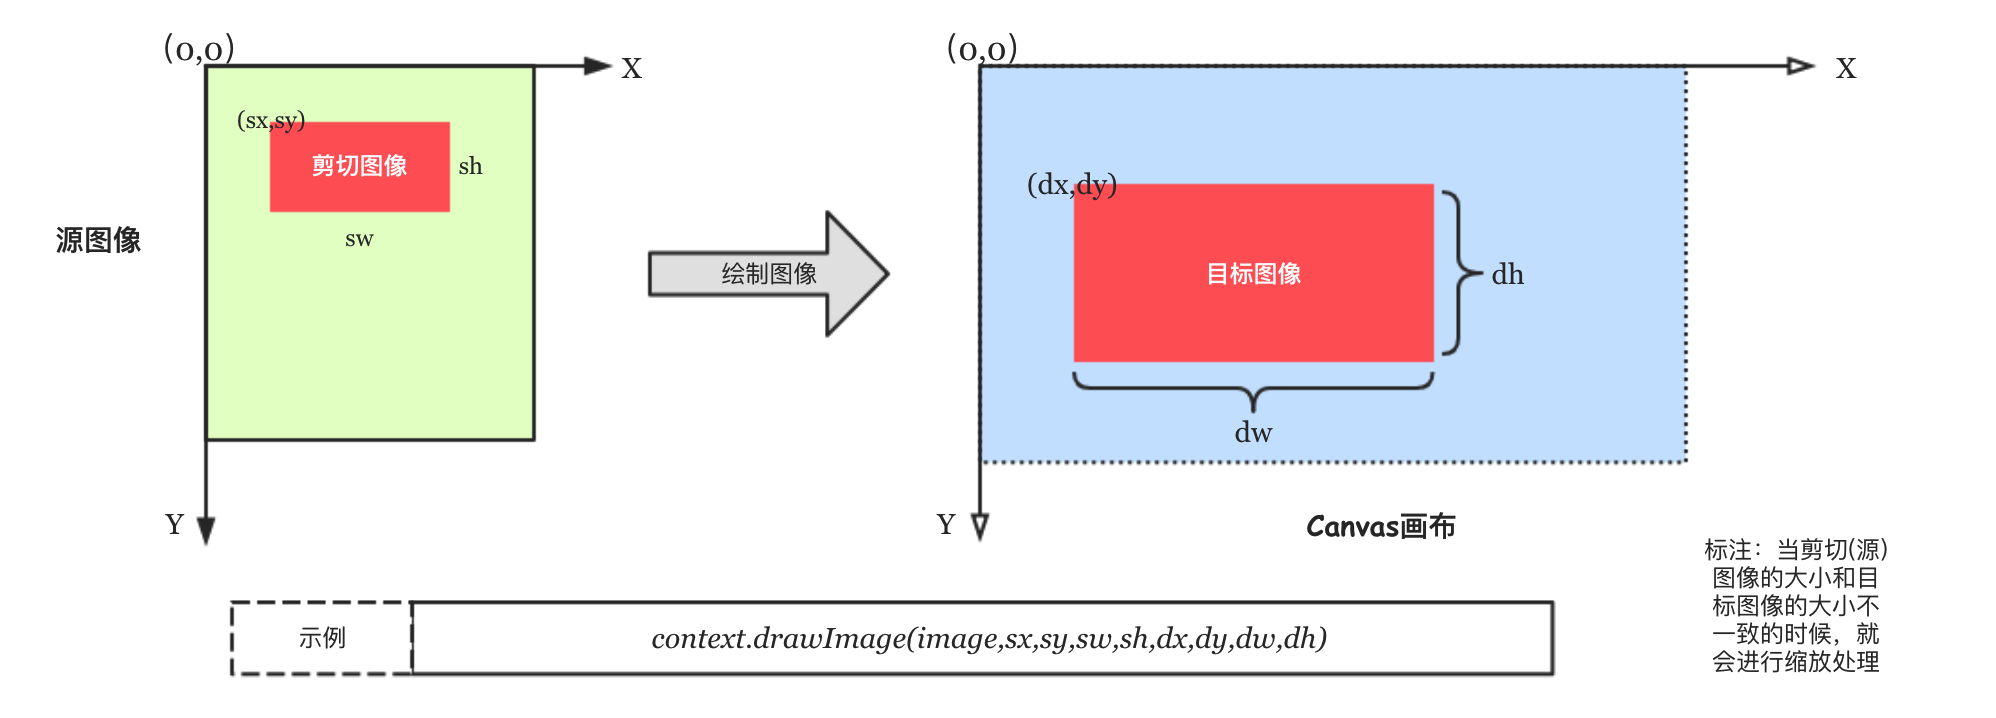 (0,0)
X
(sx,sy)
剪切图像
sh
sw
源图像
Y
绘制图像
(0,0)
X
(dx,dy)
目标图像
dh
dw
Y
Canvas画布
标注：当剪切(源)
图像的大小和目
标图像的大小不
一致的时候，就
会进行缩放处理
示例
context.drawImage(image,sx,sy,sw,sh,dx,dy,dw,dh)